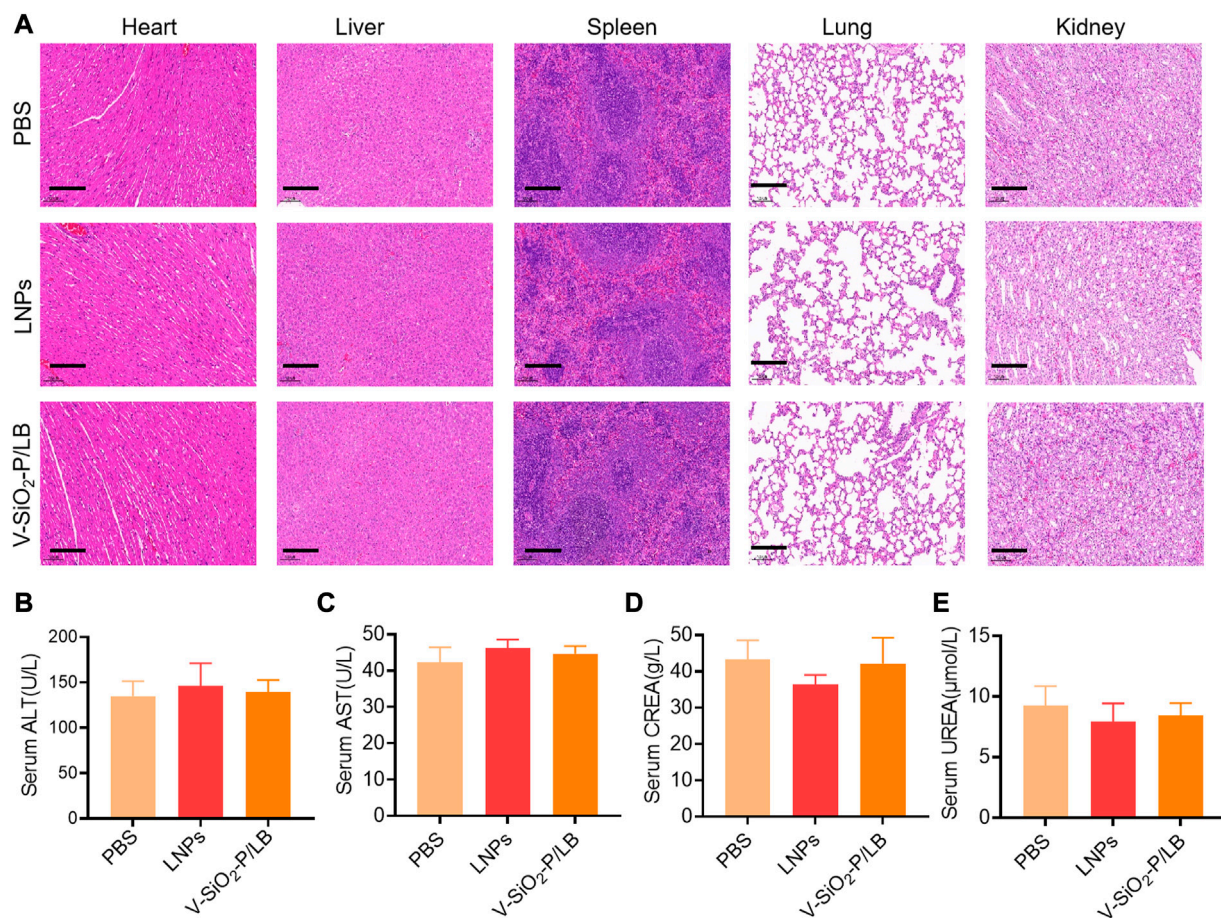 A
Heart Liver Spleen Lung Kidney
PBS
LNPs
V-SiO₂-P/LB
B
Serum ALT(U/L)
200
150
100
50
0
PBS LNPs V-SiO₂-P/LB
C
Serum AST(U/L)
50
40
30
20
10
0
PBS LNPs V-SiO₂-P/LB
D
Serum CREA(g/L)
50
40
30
20
10
0
PBS LNPs V-SiO₂-P/LB
E
Serum UREA(μmol/L)
15
10
5
0
PBS LNPs V-SiO₂-P/LB